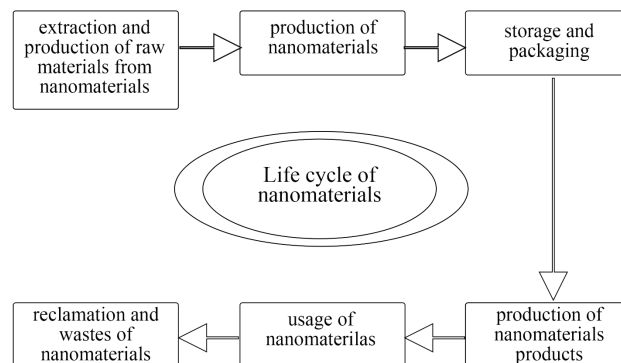 extraction and
production of raw
materials from
nanomaterials
production of
nanomaterials
storage and
packaging
Life cycle of
nanomaterials
reclamation and
wastes of
nanomaterials
usage of
nanomaterilas
production of
nanomaterials
products